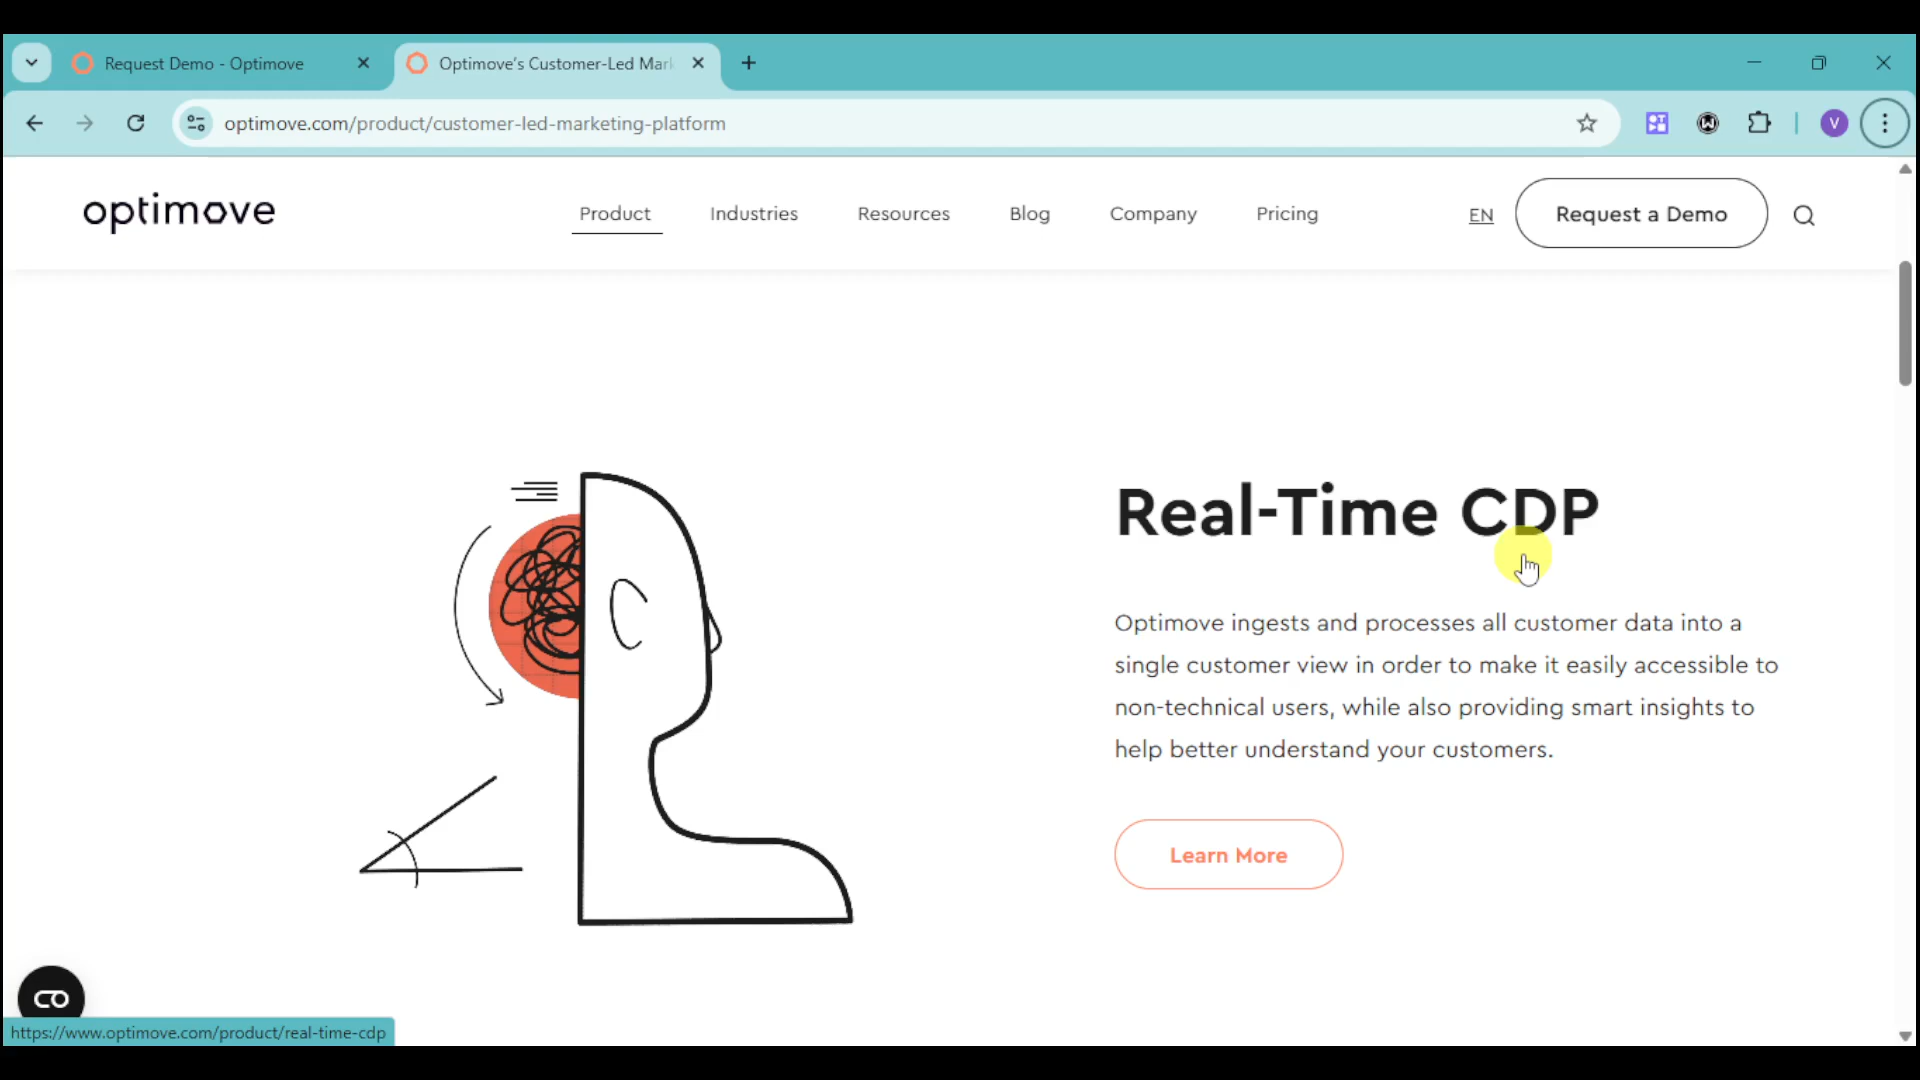 Request Demo - Optimove
Optimove's Customer-Led Mar
optimove.com/product/customer-led-marketing-platform
V
optimove
Product
Industries
Resources
Blog
Company
Pricing
EN
Request a Demo
Real-Time CDP
Optimove ingests and processes all customer data into a
single customer view in order to make it easily accessible to
non-technical users, while also providing smart insights to
help better understand your customers.
Learn More
https://www.optimove.com/product/real-time-cdp